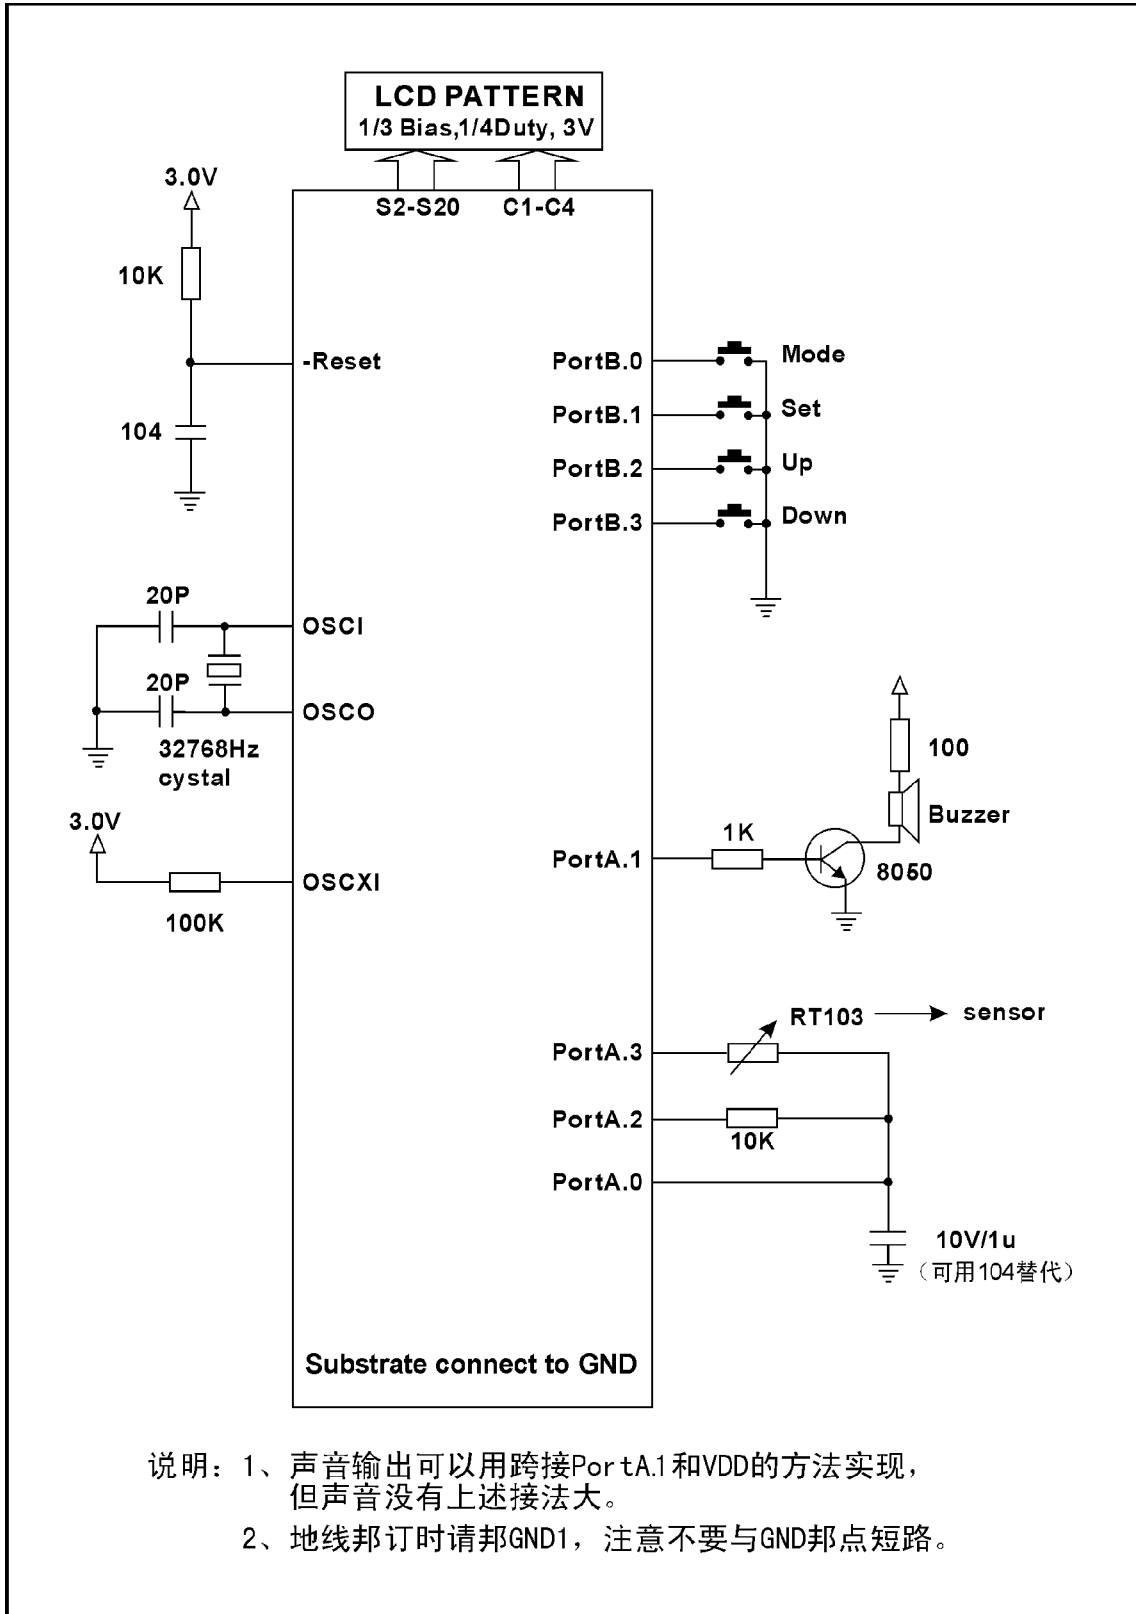 LCD PATTERN
1/3 Bias,1/4Duty, 3V
S2-S20 C1-C4
3.0V
10K
-Reset
104
PortB.0 Mode
PortB.1 Set
PortB.2 Up
PortB.3 Down
20P
OSCI
20P
OSCO
32768Hz
cystal
3.0V
OSCXI
100K
100
Buzzer
1K
PortA.1
8050
RT103 sensor
PortA.3
PortA.2
10K
PortA.0
10V/1u
（可用104替代）
Substrate connect to GND
说明：1、声音输出可以用跨接PortA.1和VDD的方法实现，
但声音没有上述接法大。
2、地线邦订时请邦GND1，注意不要与GND邦点短路。